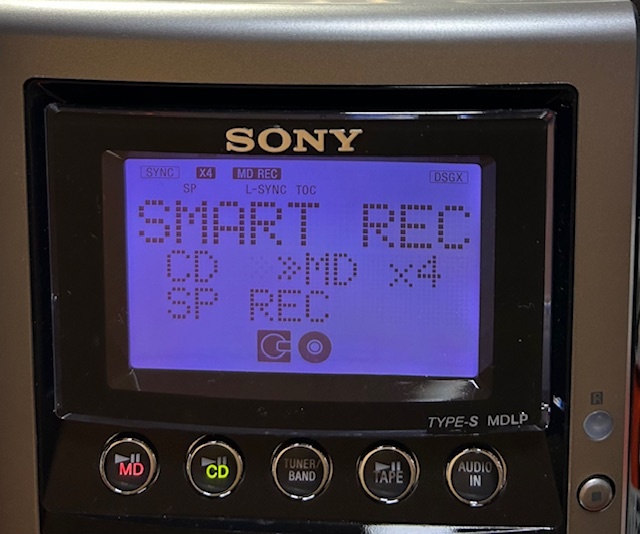 SONY
SYNC X4 MD REC DSGX
SP L-SYNC TOC
SMART REC
CD »MD x4
SP REC
TYPE-S MDLP
MD CD TUNER/BAND TAPE AUDIO IN
R